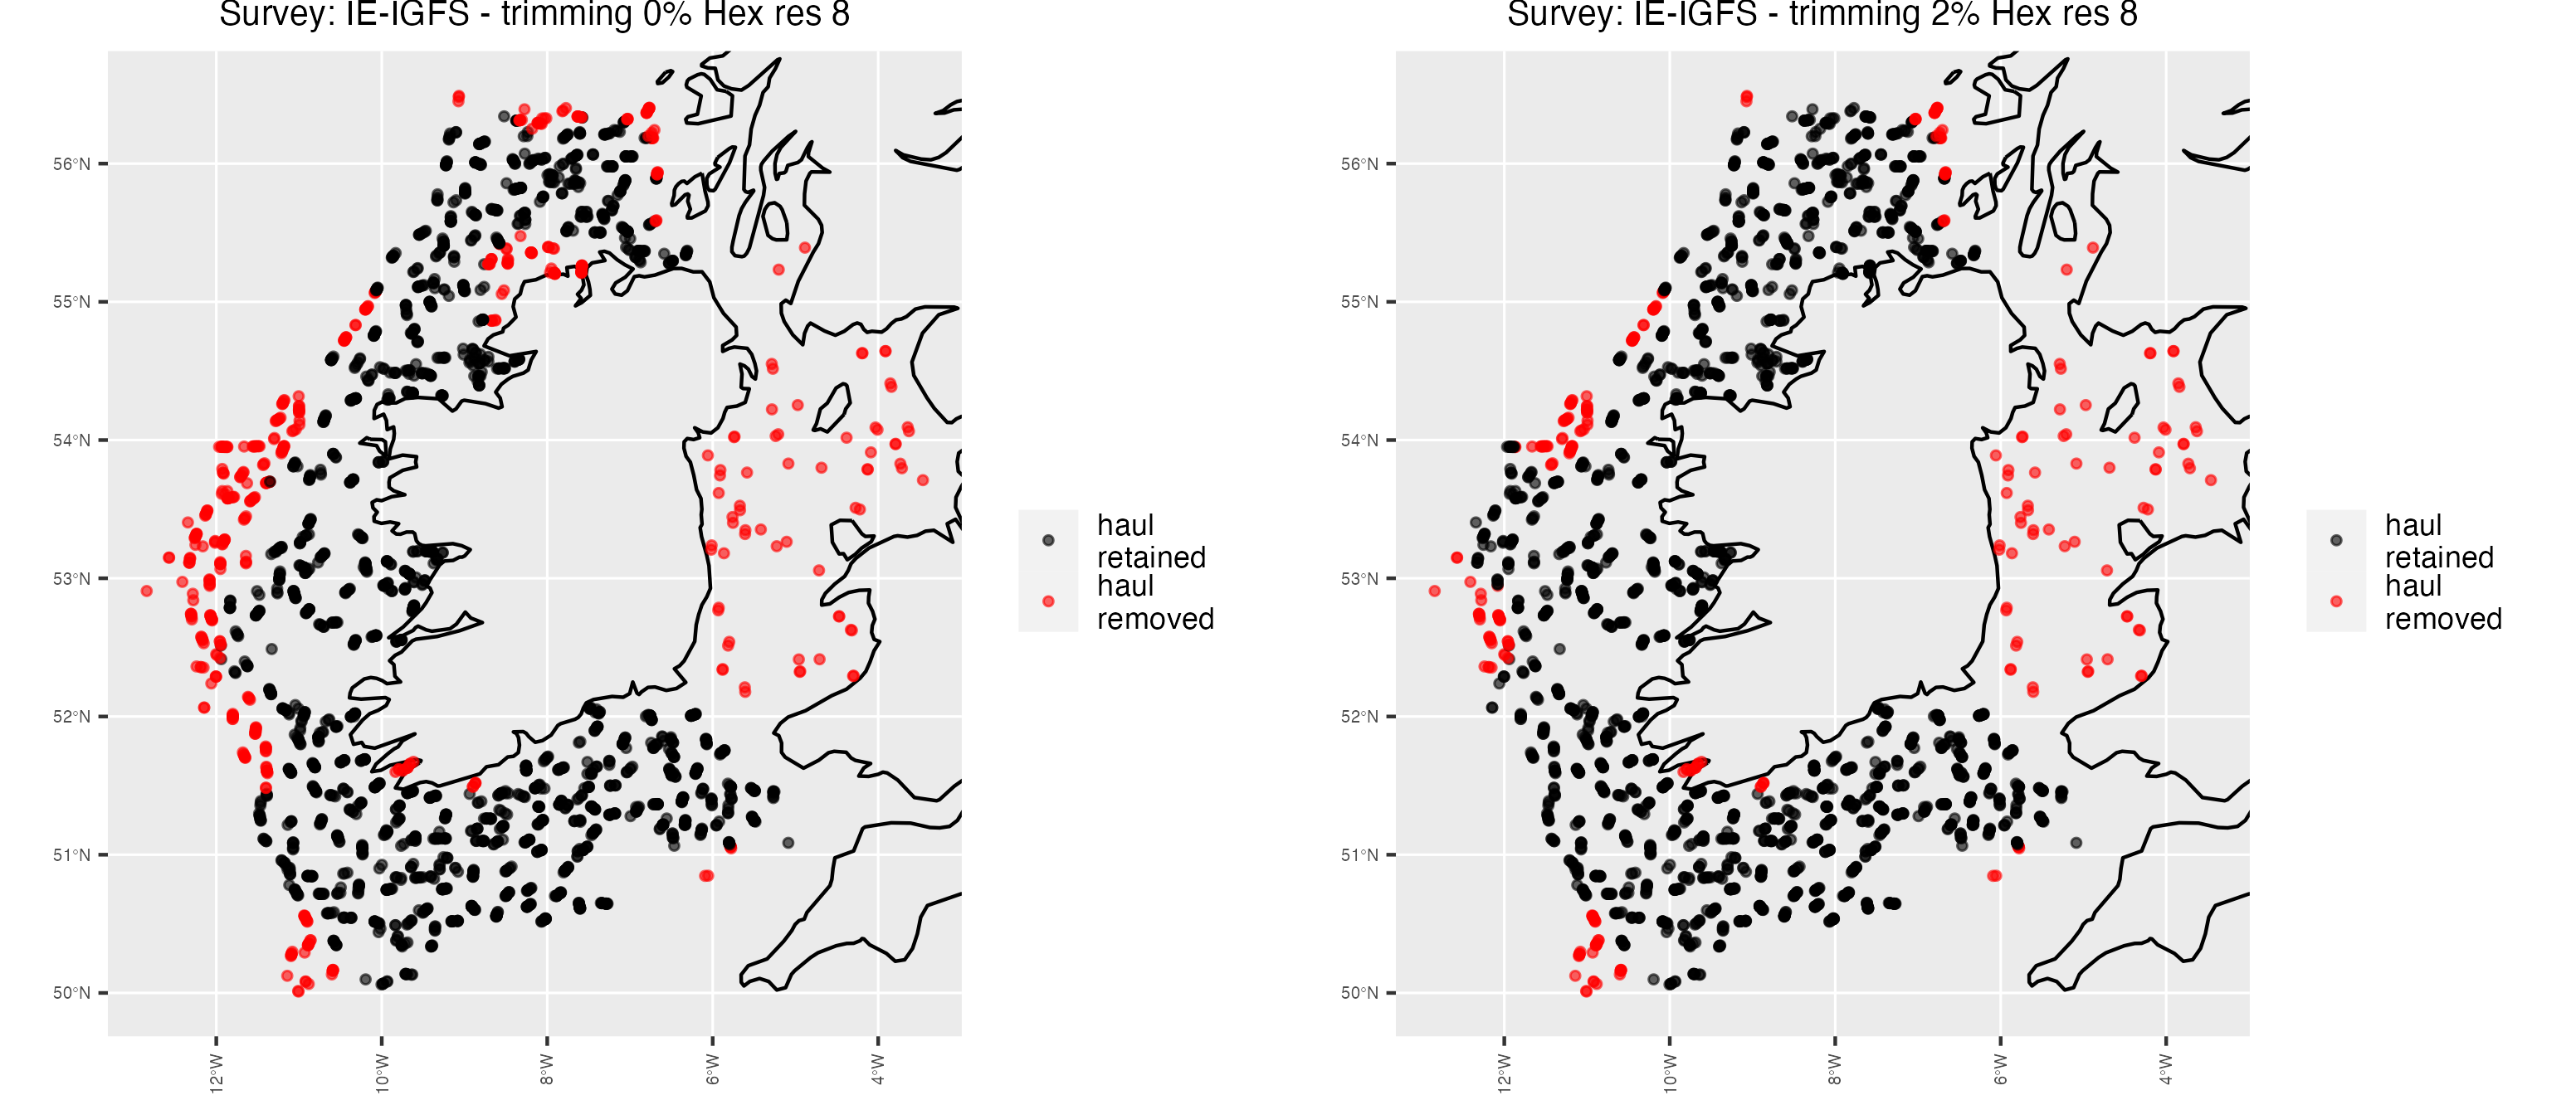 Survey: IE-IGFS - trimming 0% Hex res 8
56°N
55°N
54°N
53°N
52°N
51°N
50°N
12°W
10°W
8°W
6°W
4°W
haul
retained
haul
removed
Survey: IE-IGFS - trimming 2% Hex res 8
56°N
55°N
54°N
53°N
52°N
51°N
50°N
12°W
10°W
8°W
6°W
4°W
haul
retained
haul
removed